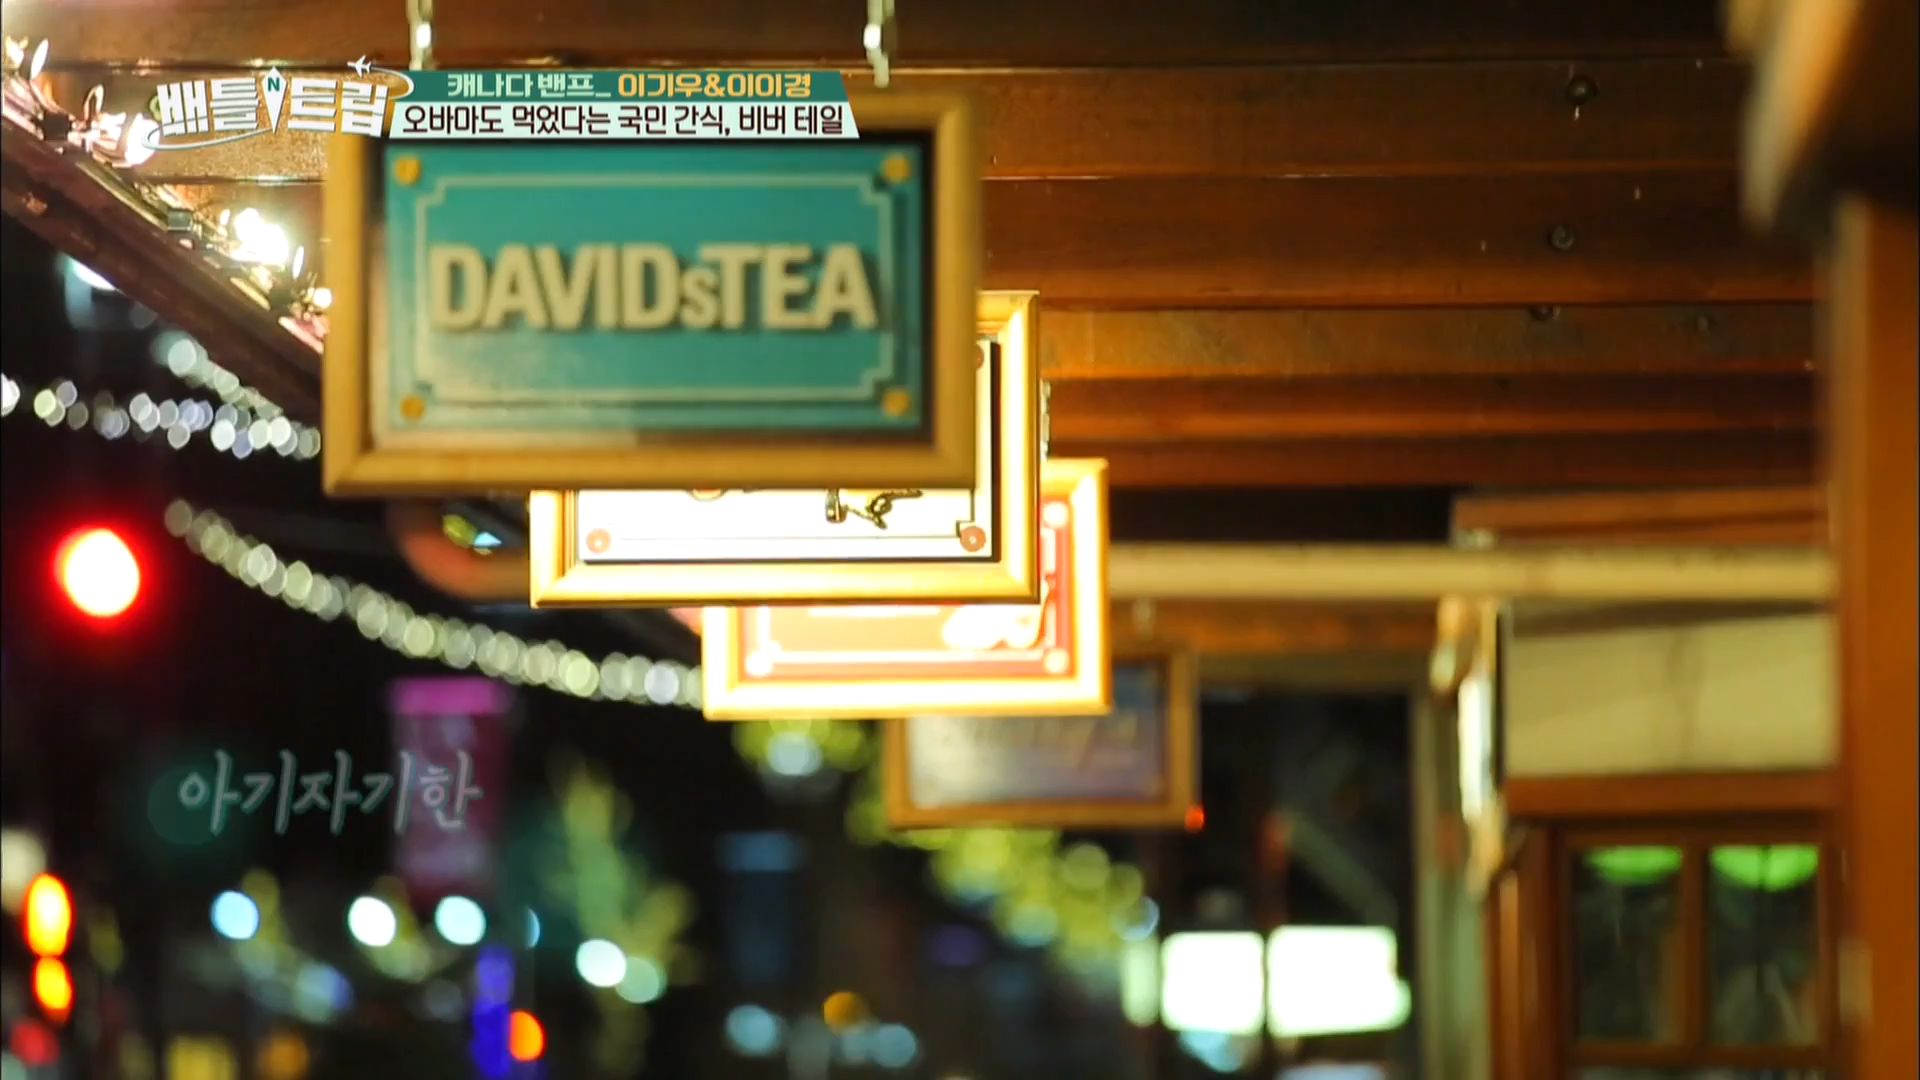 배틀트립
캐나다 밴프_ 이기우&이이경
오바마도 먹었다는 국민 간식, 비버 테일
DAVIDsTEA
아기자기한